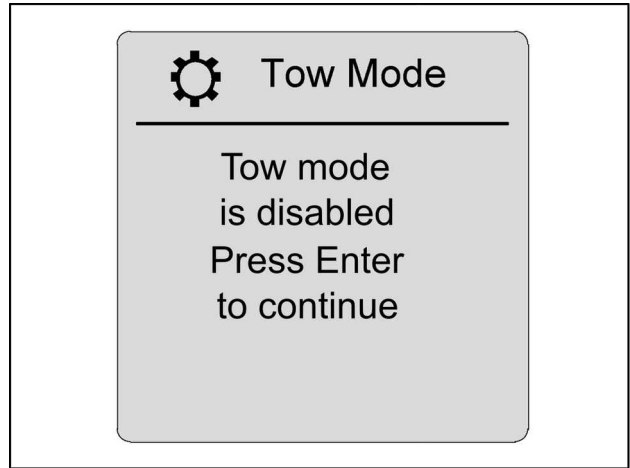 Tow Mode
Tow mode
is disabled
Press Enter
to continue